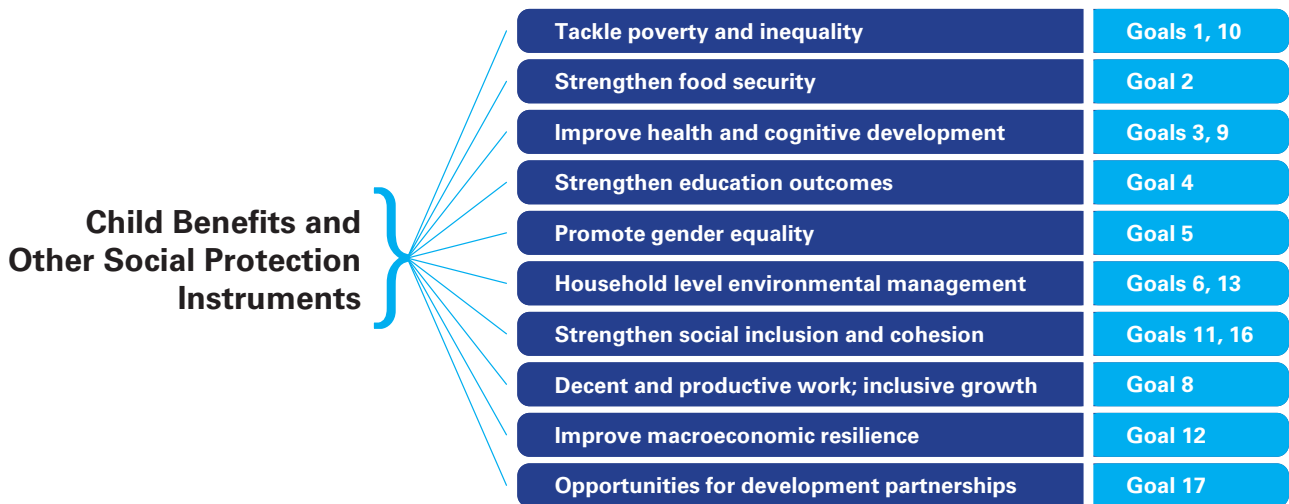 Child Benefits and
Other Social Protection
Instruments
Tackle poverty and inequality Goals 1, 10
Strengthen food security Goal 2
Improve health and cognitive development Goals 3, 9
Strengthen education outcomes Goal 4
Promote gender equality Goal 5
Household level environmental management Goals 6, 13
Strengthen social inclusion and cohesion Goals 11, 16
Decent and productive work; inclusive growth Goal 8
Improve macroeconomic resilience Goal 12
Opportunities for development partnerships Goal 17